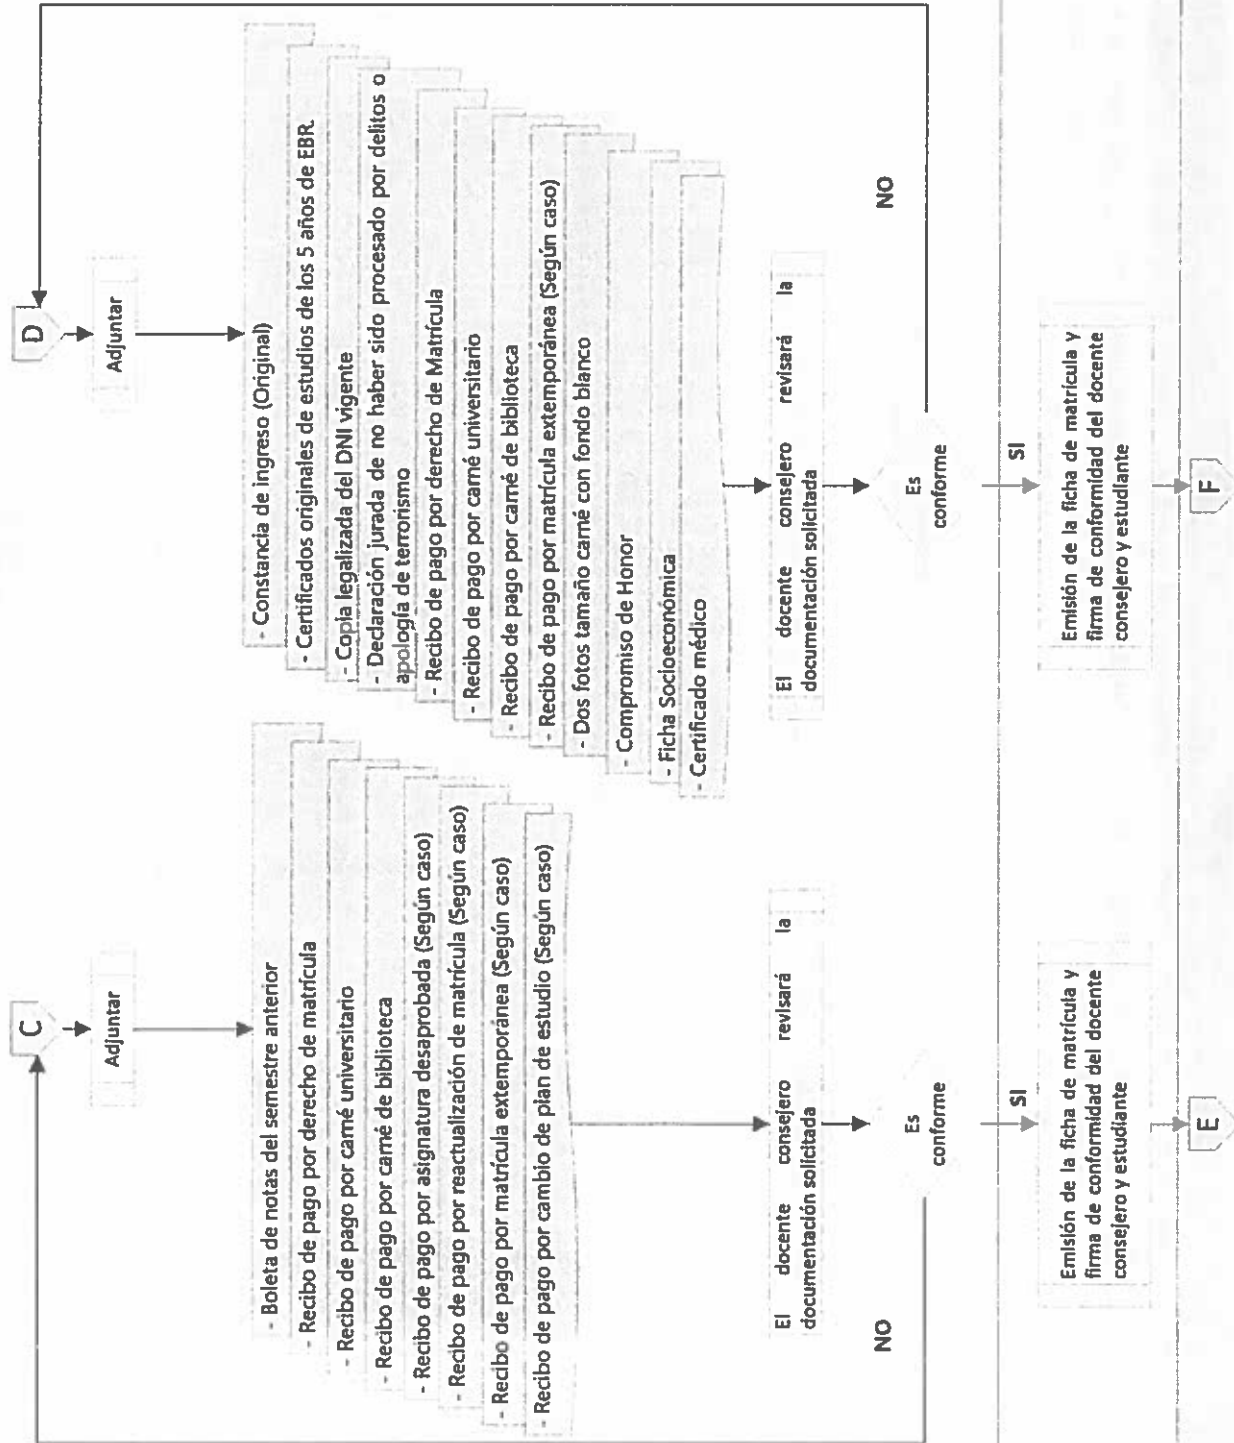 C
Adjuntar
- Boleta de notas del semestre anterior
- Recibo de pago por derecho de matrícula
- Recibo de pago por carné universitario
- Recibo de pago por carné de biblioteca
- Recibo de pago por asignatura desaprobada (Según caso)
- Recibo de pago por reactualización de matrícula (Según caso)
- Recibo de pago por matrícula extemporánea (Según caso)
- Recibo de pago por cambio de plan de estudio (Según caso)
El docente consejero revisará la
documentación solicitada
Es
conforme
NO
SI
Emisión de la ficha de matrícula y
firma de conformidad del docente
consejero y estudiante
E
D
Adjuntar
- Constancia de ingreso (Original)
- Certificados originales de estudios de los 5 años de EBR.
- Copia legalizada del DNI vigente
- Declaración jurada de no haber sido procesado por delitos o
apología de terrorismo
- Recibo de pago por derecho de Matrícula
- Recibo de pago por carné universitario
- Recibo de pago por carné de biblioteca
- Recibo de pago por matrícula extemporánea (Según caso)
- Dos fotos tamaño carné con fondo blanco
- Compromiso de Honor
- Ficha Socioeconómica
- Certificado médico
El docente consejero revisará la
documentación solicitada
Es
conforme
NO
SI
Emisión de la ficha de matrícula y
firma de conformidad del docente
consejero y estudiante
F